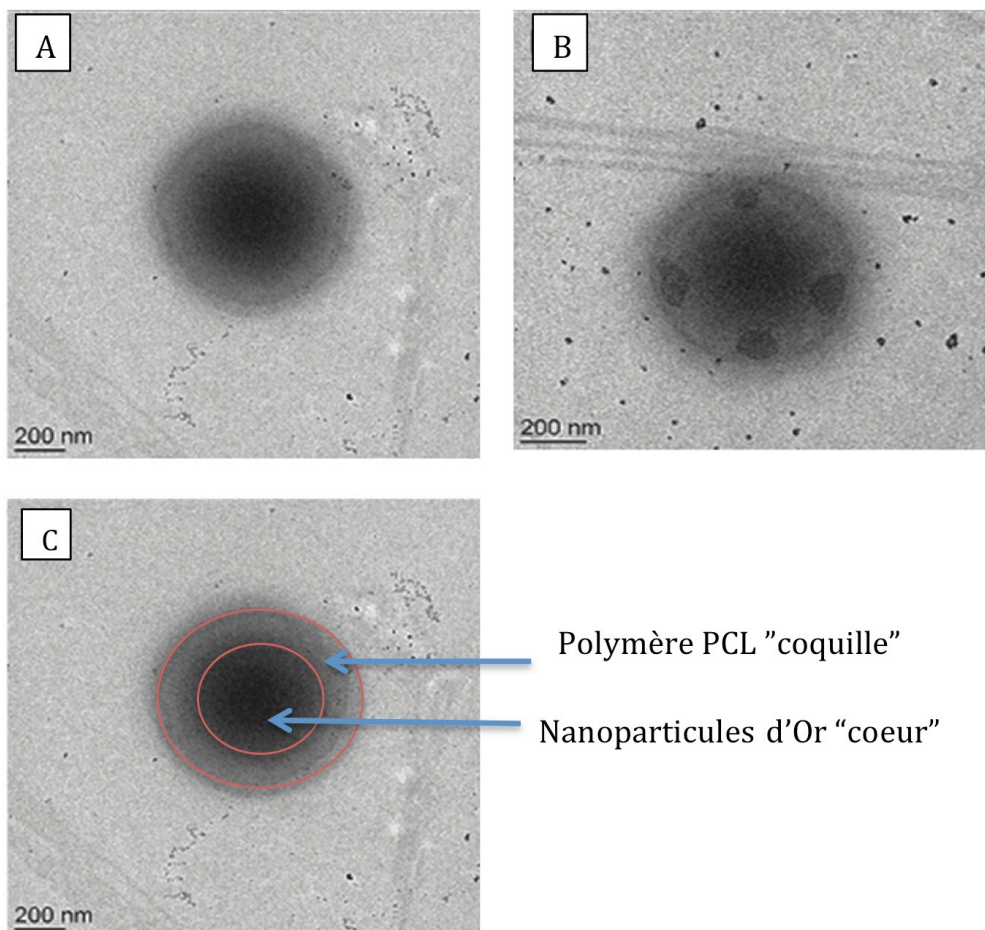 A
B
200 nm
200 nm
C
Polymère PCL ”coquille”
Nanoparticules d’Or “coeur”
200 nm